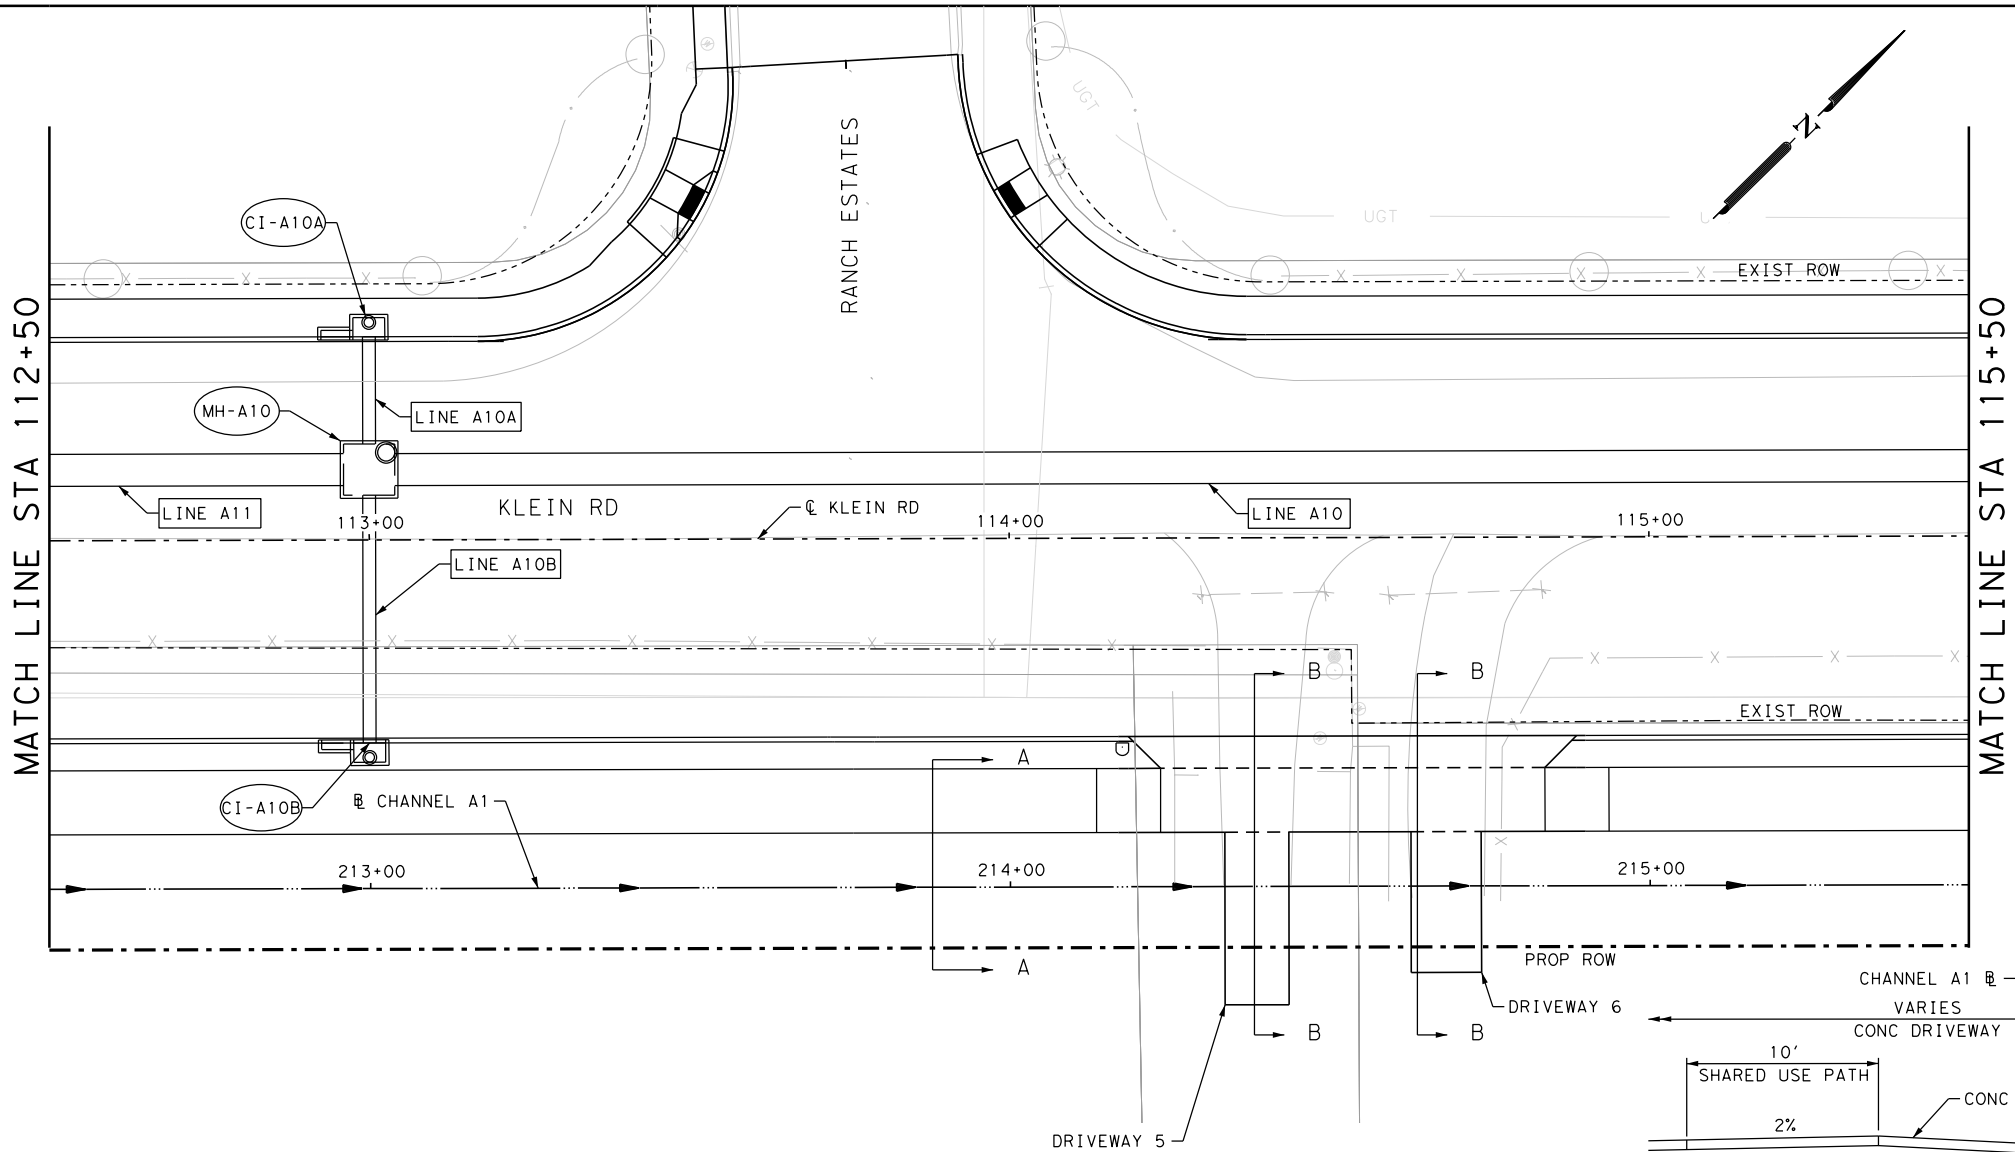 UGT
N
RANCH ESTATES
CI-A10A
UGT
U
EXIST ROW
MATCH LINE STA 112+50
MATCH LINE STA 115+50
MH-A10
LINE A10A
LINE A11
KLEIN RD
℄ KLEIN RD
LINE A10
113+00
114+00
115+00
LINE A10B
B
B
EXIST ROW
A
CI-A10B
BL CHANNEL A1
213+00
214+00
215+00
A
PROP ROW
CHANNEL A1 BL
DRIVEWAY 6
VARIES
CONC DRIVEWAY
B
B
10'
SHARED USE PATH
CONC
2%
DRIVEWAY 5